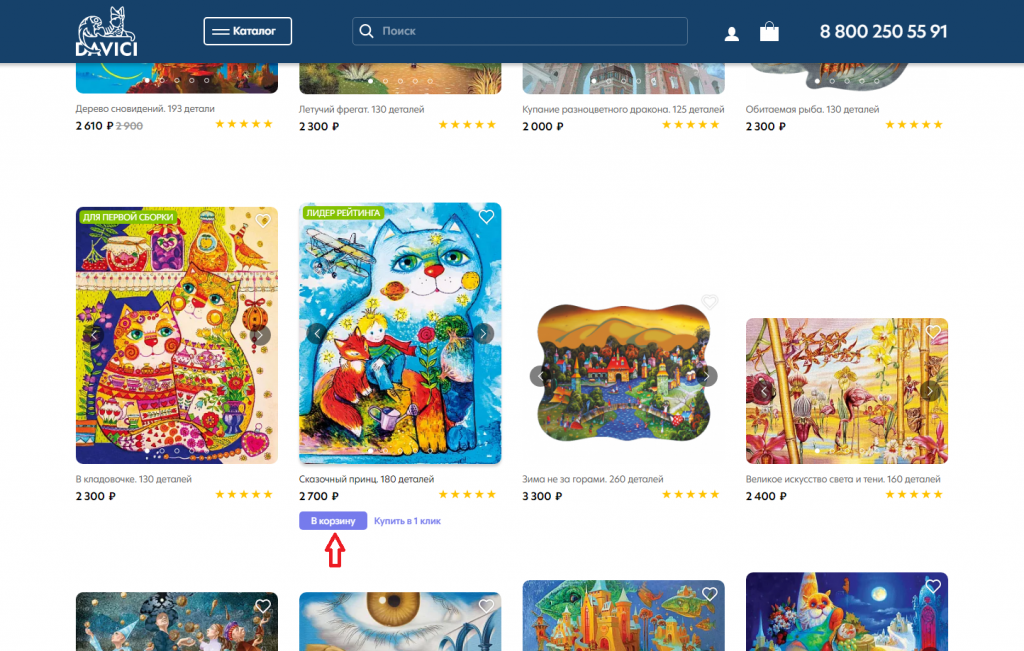 DAVICI
Каталог
Поиск
8 800 250 55 91
Дерево сновидений. 193 детали
2 610 ₽ 2 900
Летучий фрегат. 130 деталей
2 300 ₽
Купание разноцветного дракона. 125 деталей
2 000 ₽
Обитаемая рыба. 130 деталей
2 300 ₽
ДЛЯ ПЕРВОЙ СБОРКИ
ЛИДЕР РЕЙТИНГА
В кладовочке. 130 деталей
2 300 ₽
Сказочный принц. 180 деталей
2 700 ₽
В корзину
Купить в 1 клик
Зима не за горами. 260 деталей
3 300 ₽
Великое искусство света и тени. 160 деталей
2 400 ₽